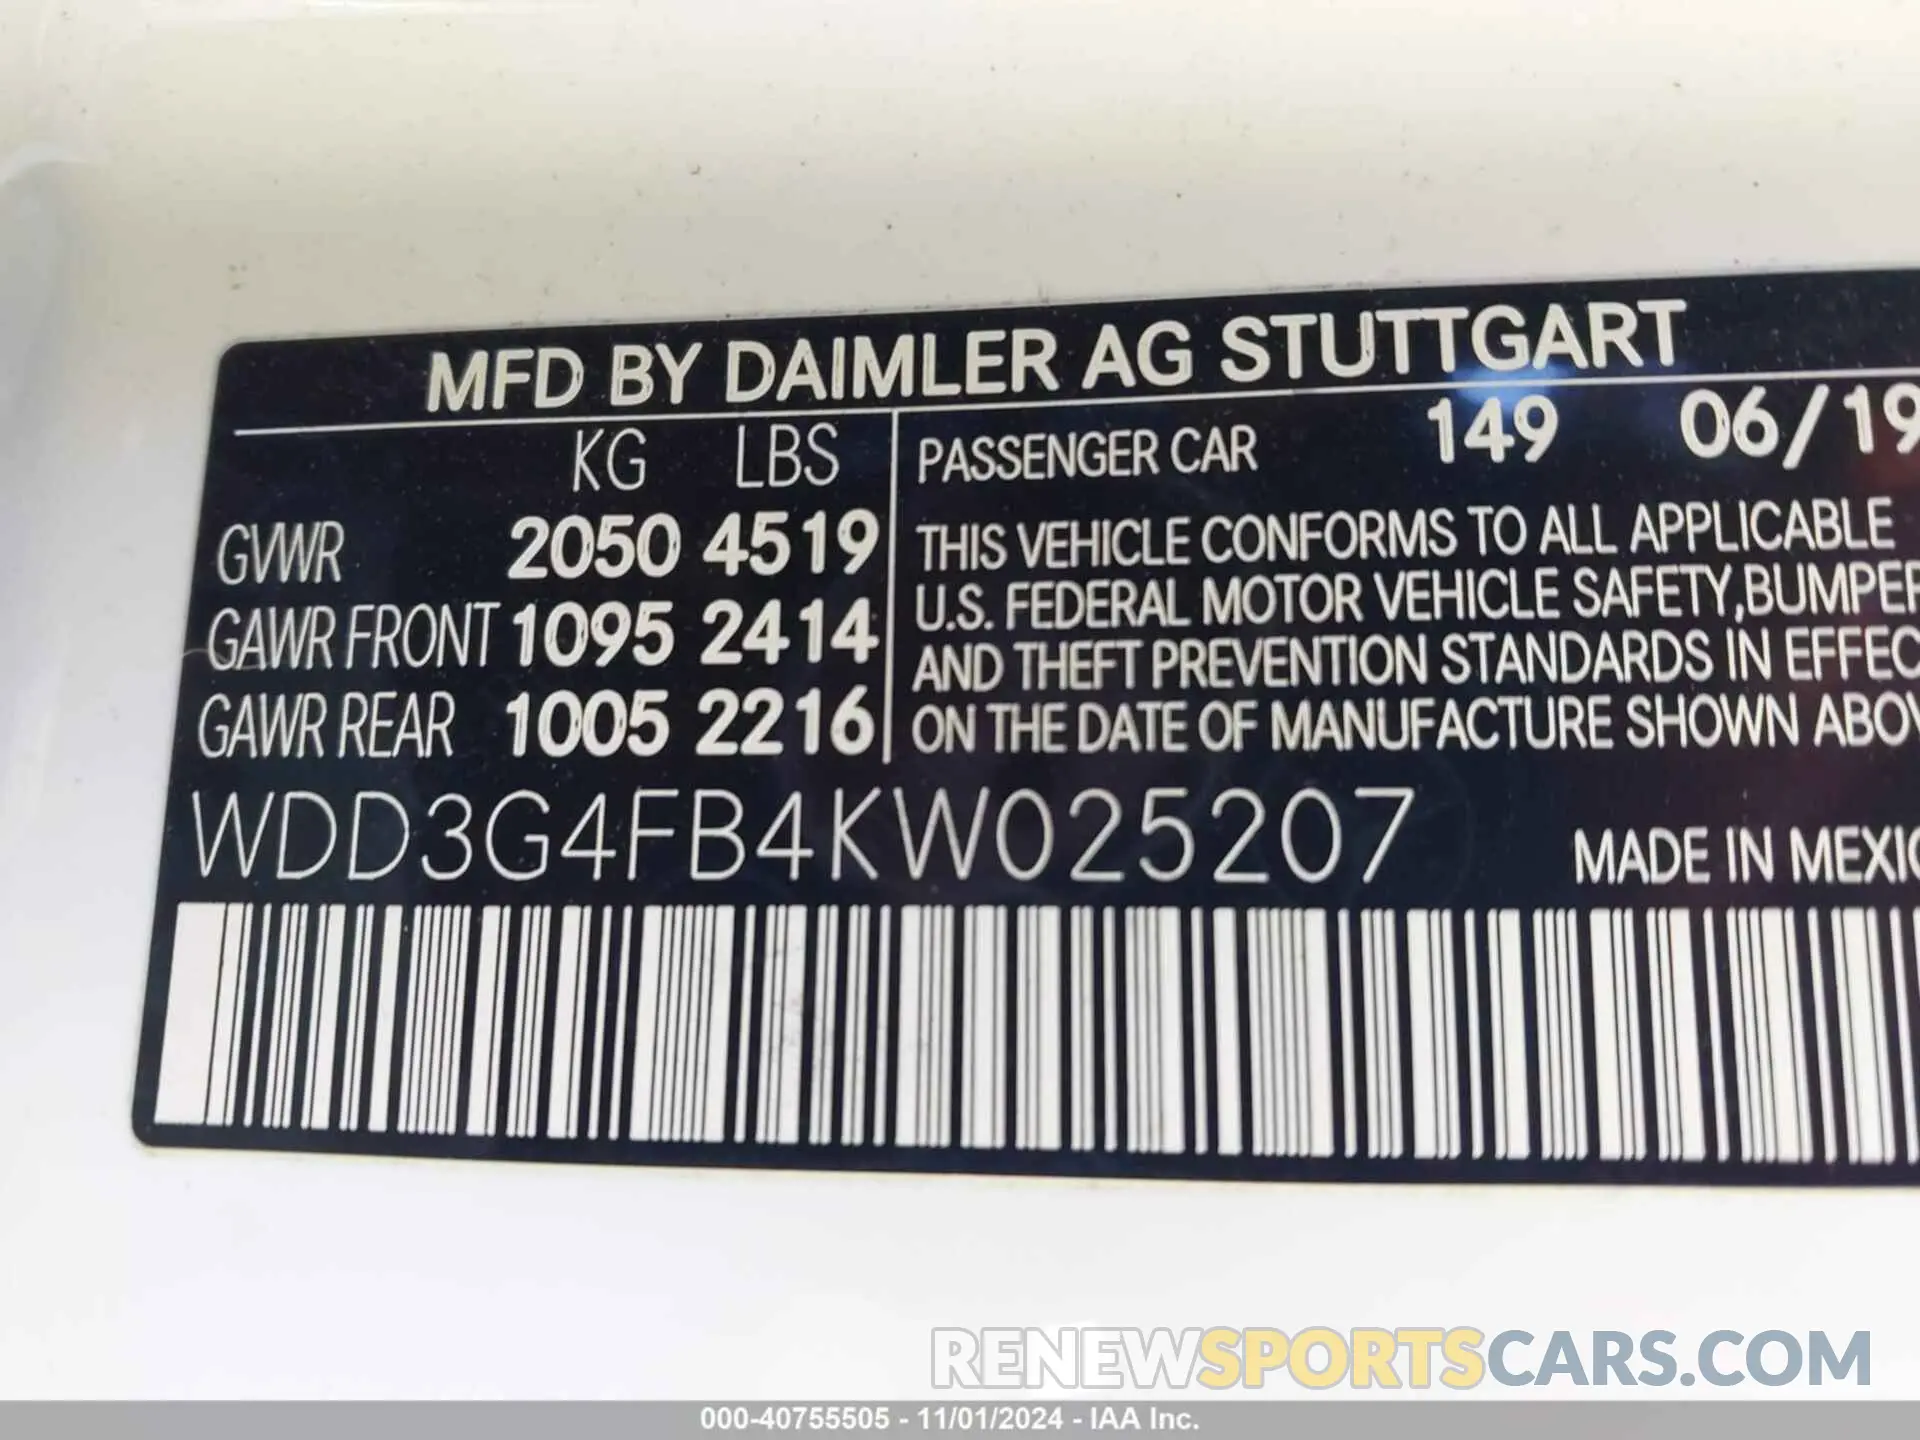 MFD BY DAIMLER AG STUTTGART
KG LBS
GVWR 2050 4519
GAWR FRONT 1095 2414
GAWR REAR 1005 2216
PASSENGER CAR 149 06/19
THIS VEHICLE CONFORMS TO ALL APPLICABLE
U.S. FEDERAL MOTOR VEHICLE SAFETY,BUMPER
AND THEFT PREVENTION STANDARDS IN EFFEC
ON THE DATE OF MANUFACTURE SHOWN ABOV
WDD3G4FB4KW025207
MADE IN MEXIC
RENEWSPORTSCARS.COM
000-40755505 - 11/01/2024 - IAA Inc.